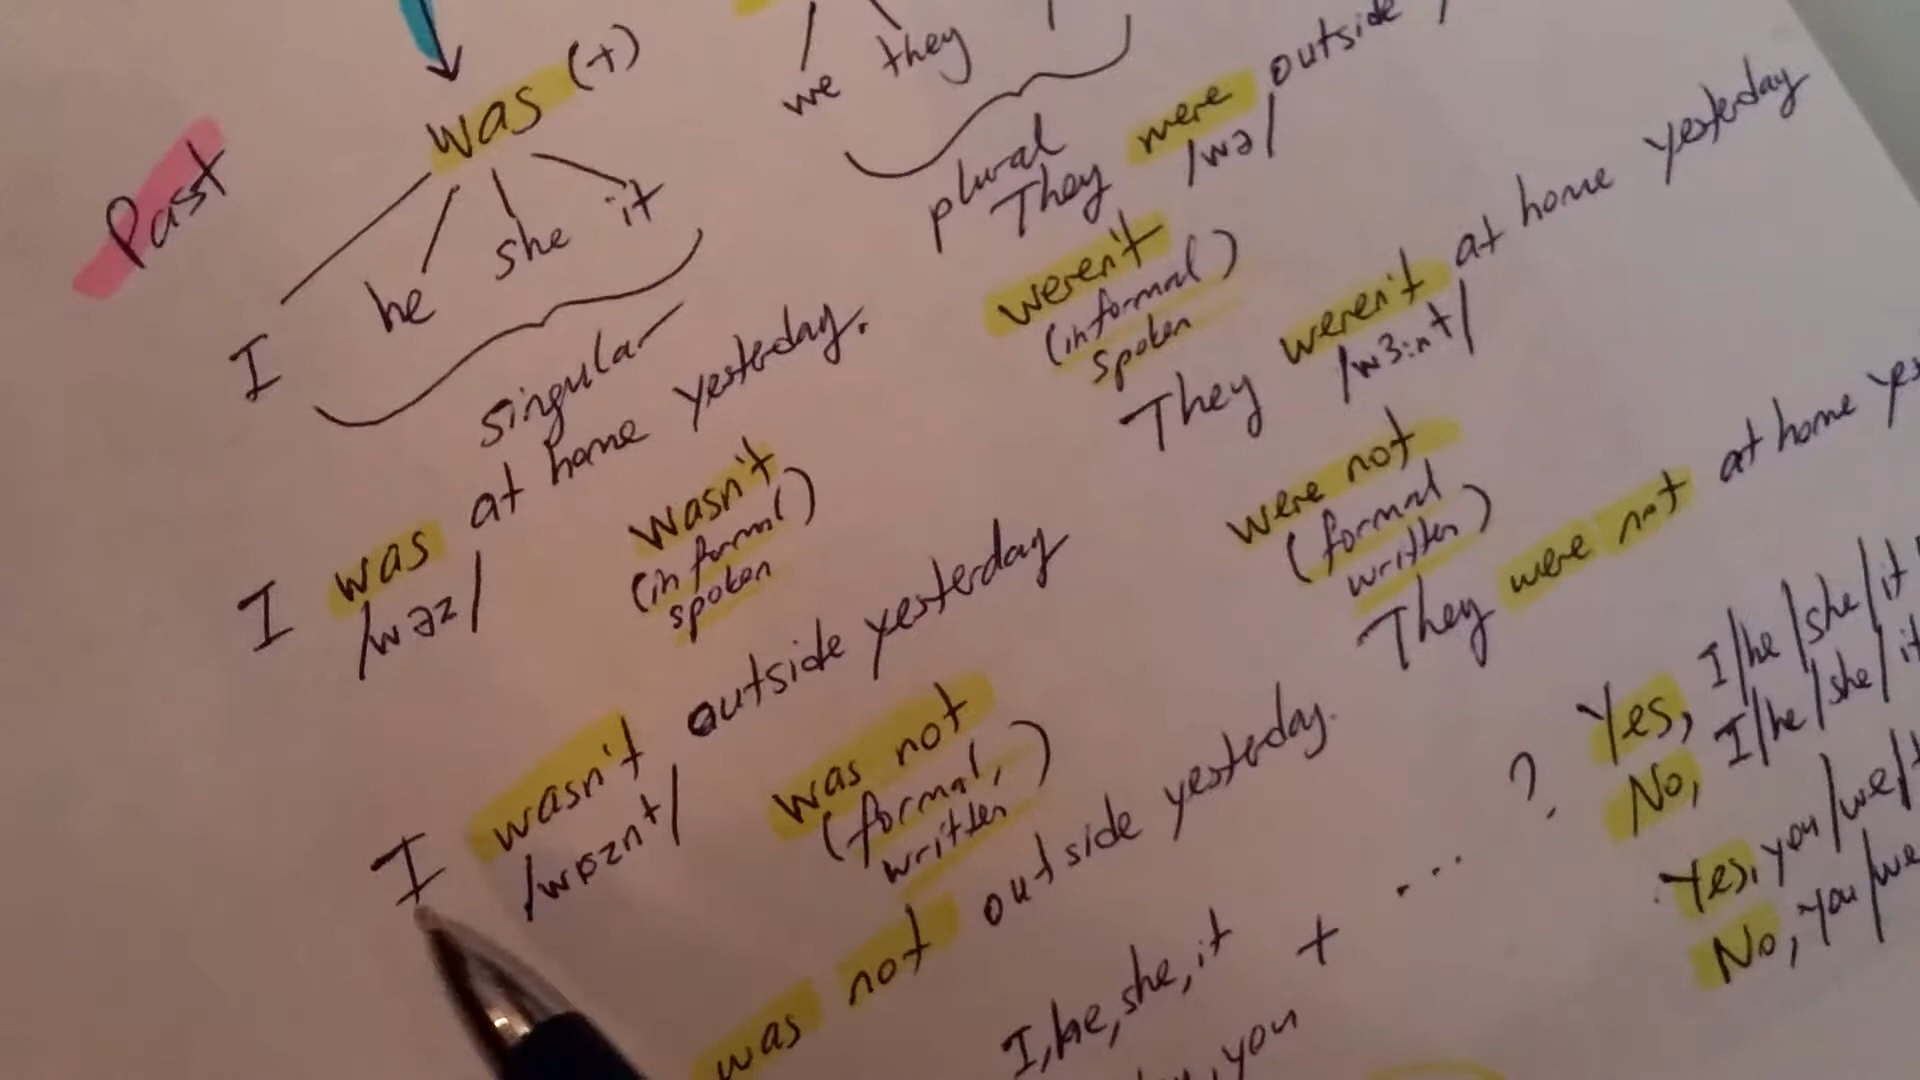 Past
was (+)
I he she it
singular
I was at home yesterday.
/wəz/
wasn't
(informal)
spoken
I wasn't outside yesterday
/wɒznt/
was not
(formal,
written)
was not outside yesterday.
we they
plural
They were outside
/wə/
weren't
(informal)
spoken
They weren't at home yesterday
/wɜ:nt/
were not
(formal
written)
They were not at home
I, he, she, it + ... ?
you
Yes, I/he/she/it
No, I/he/she/it
Yes, you/we/
No, you/we